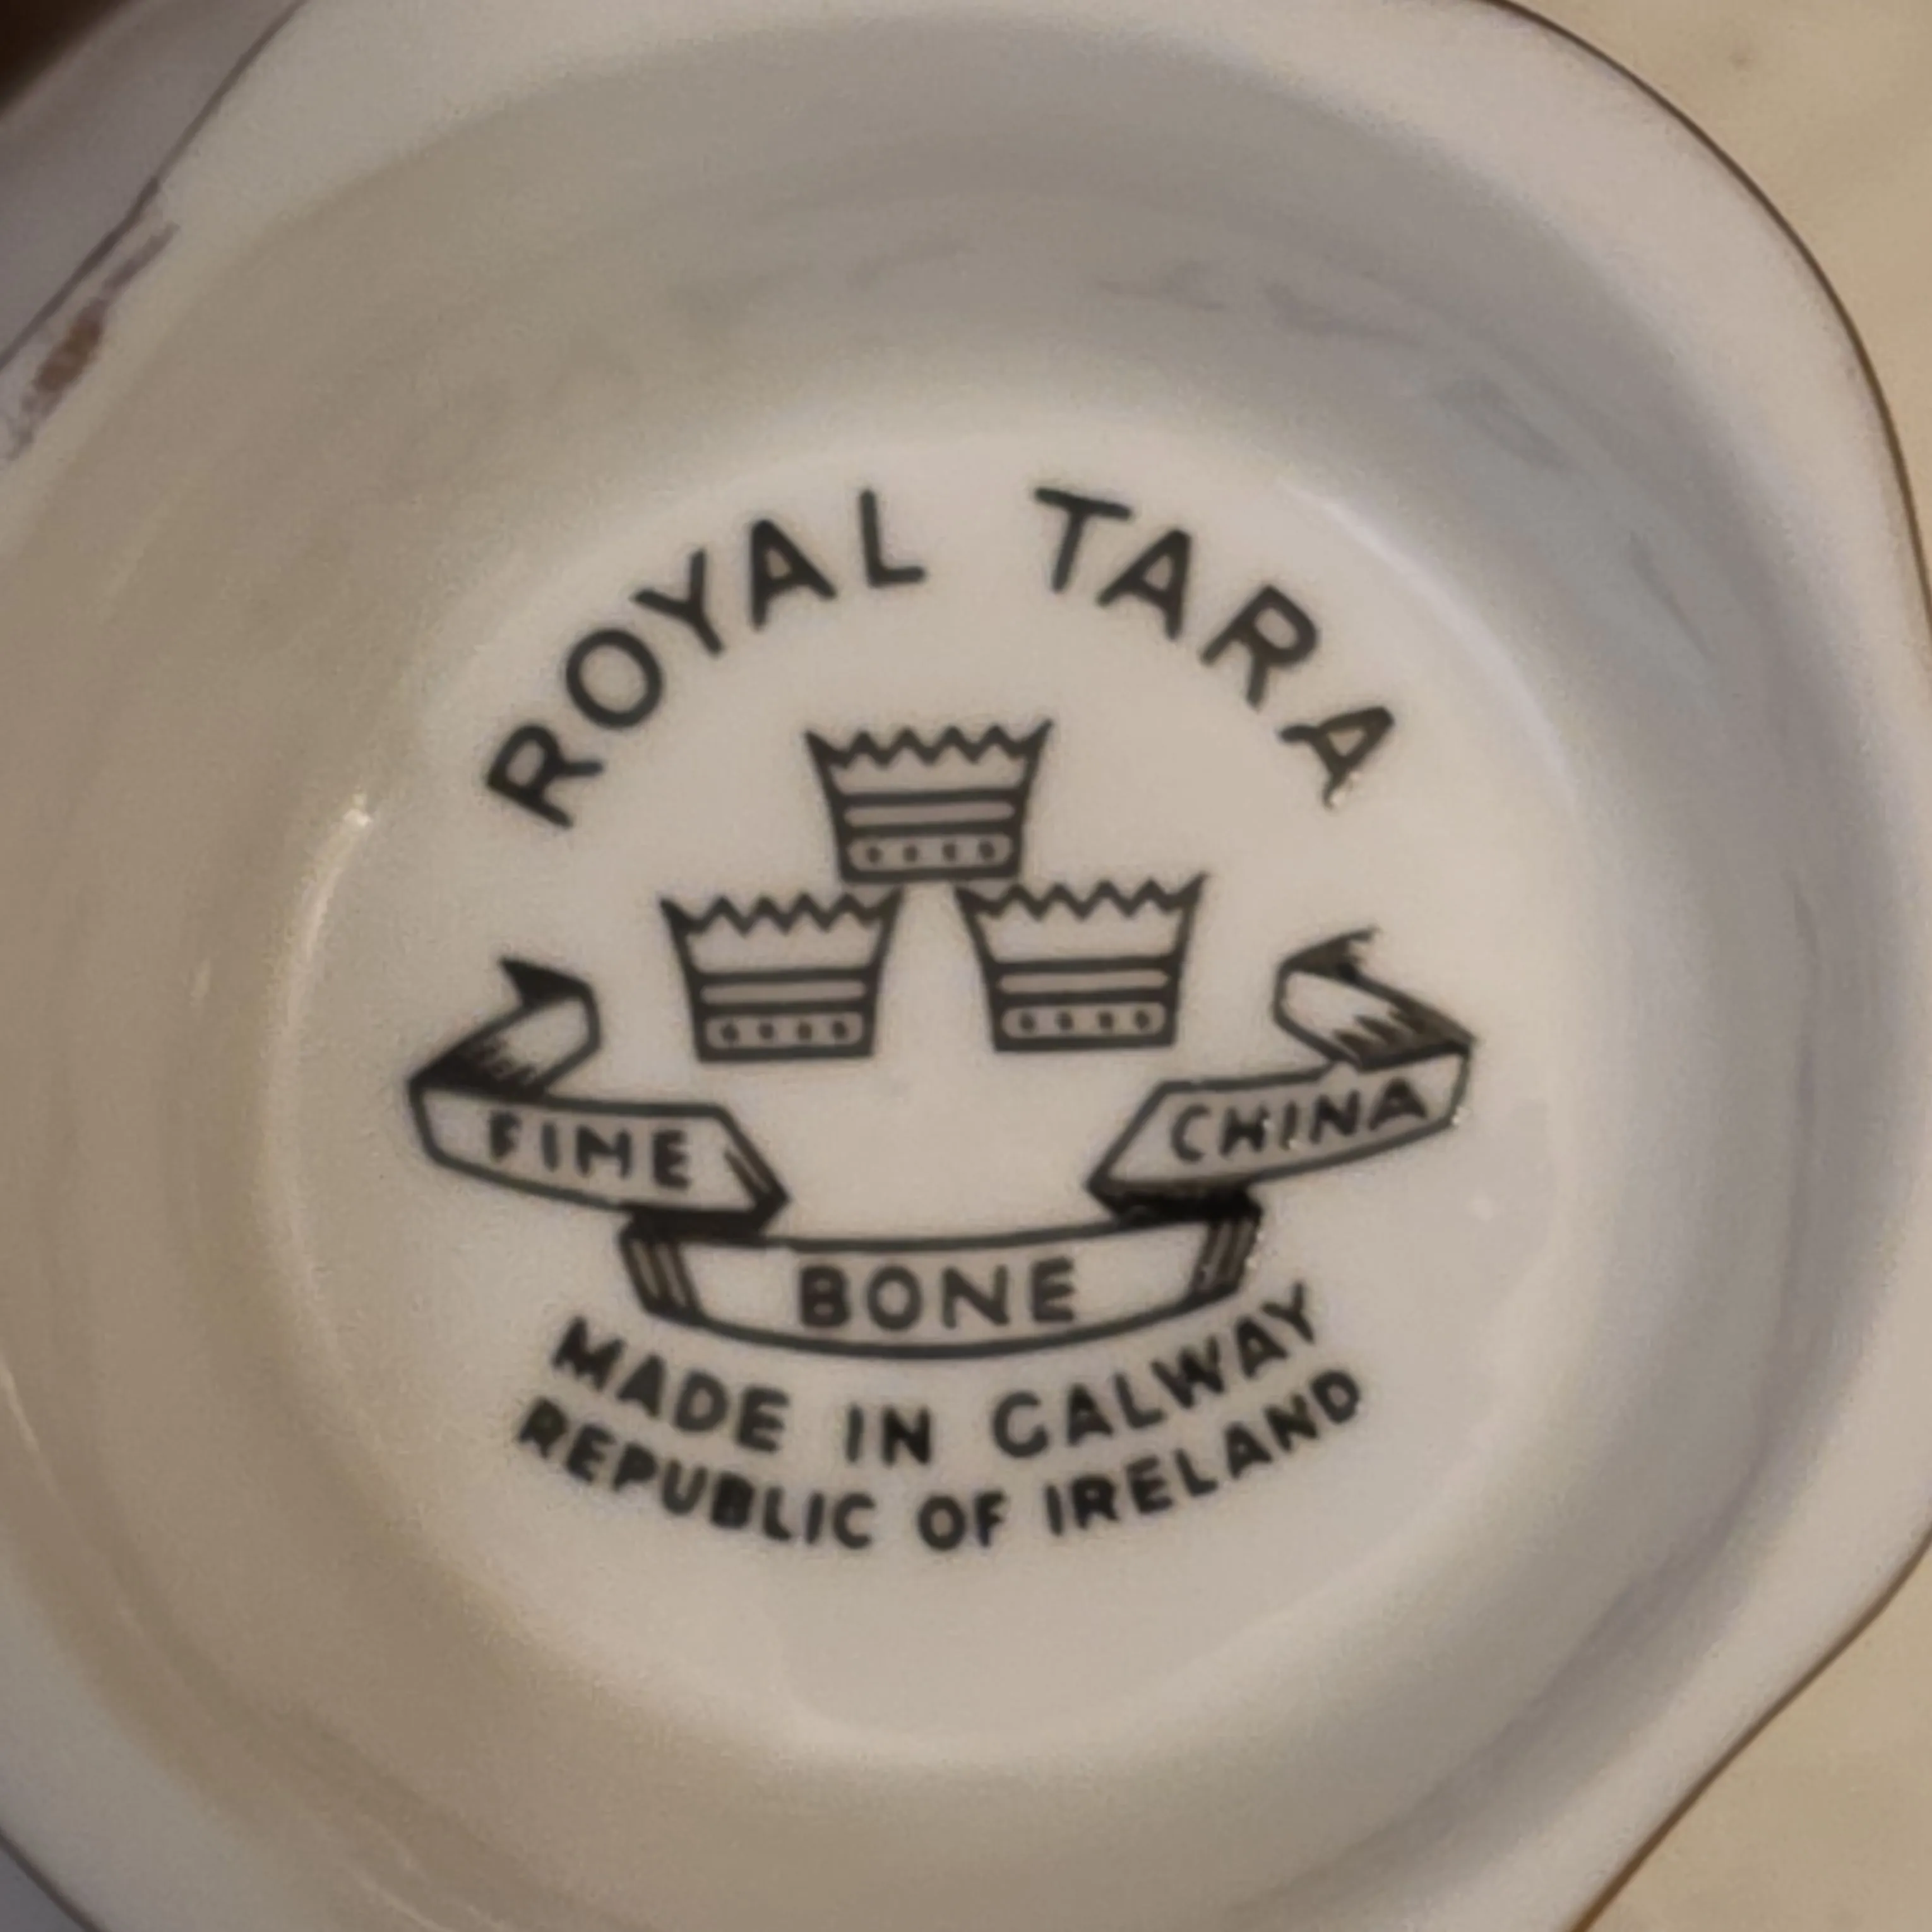 ROYAL TARA
FINE BONE CHINA
MADE IN GALWAY
REPUBLIC OF IRELAND